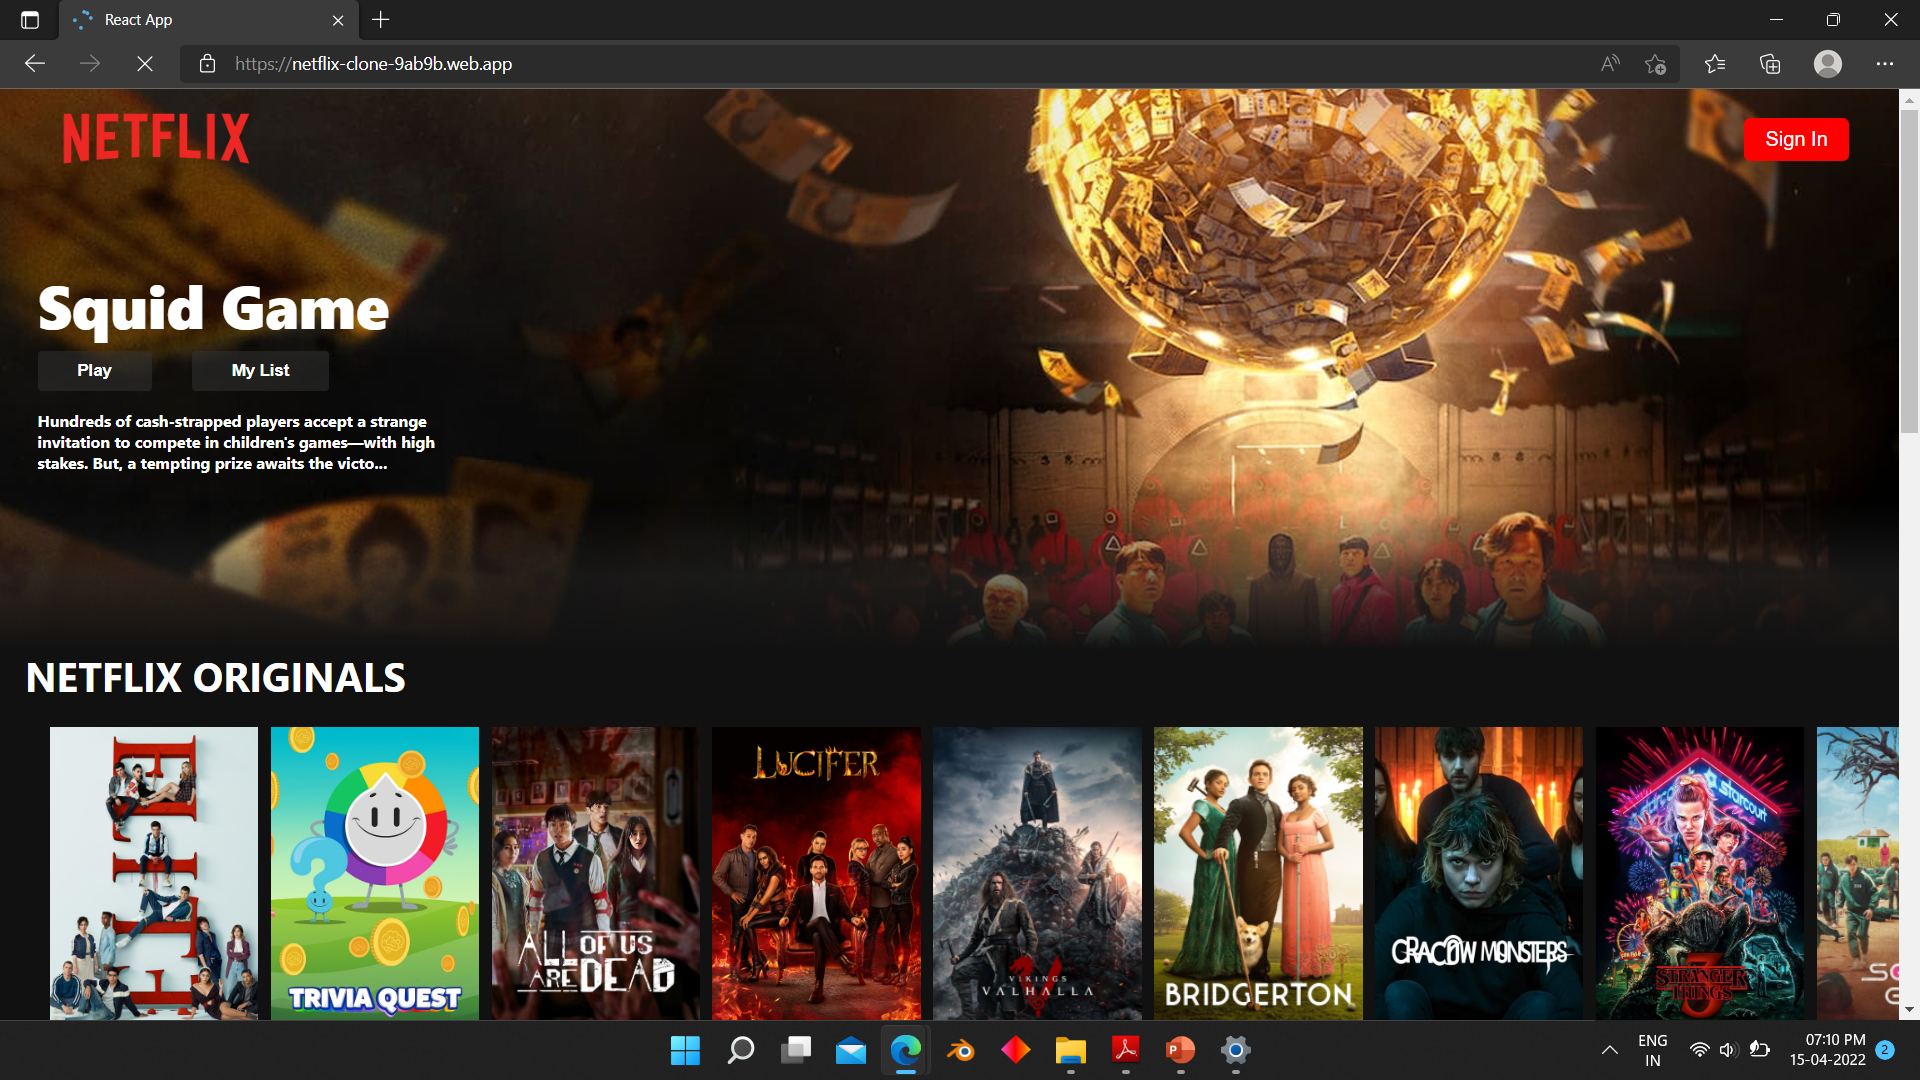 React App
https://netflix-clone-9ab9b.web.app
NETFLIX
Sign In
Squid Game
Play My List
Hundreds of cash-strapped players accept a strange
invitation to compete in children's games—with high
stakes. But, a tempting prize awaits the victo...
NETFLIX ORIGINALS
ELITE
TRIVIA QUEST
ALL OF US
ARE DEAD
LUCIFER
VIKINGS
VALHALLA
BRIDGERTON
CRACOW MONSTERS
starcourt
STRANGER
THINGS
3
ENG
IN
07:10 PM
15-04-2022
2